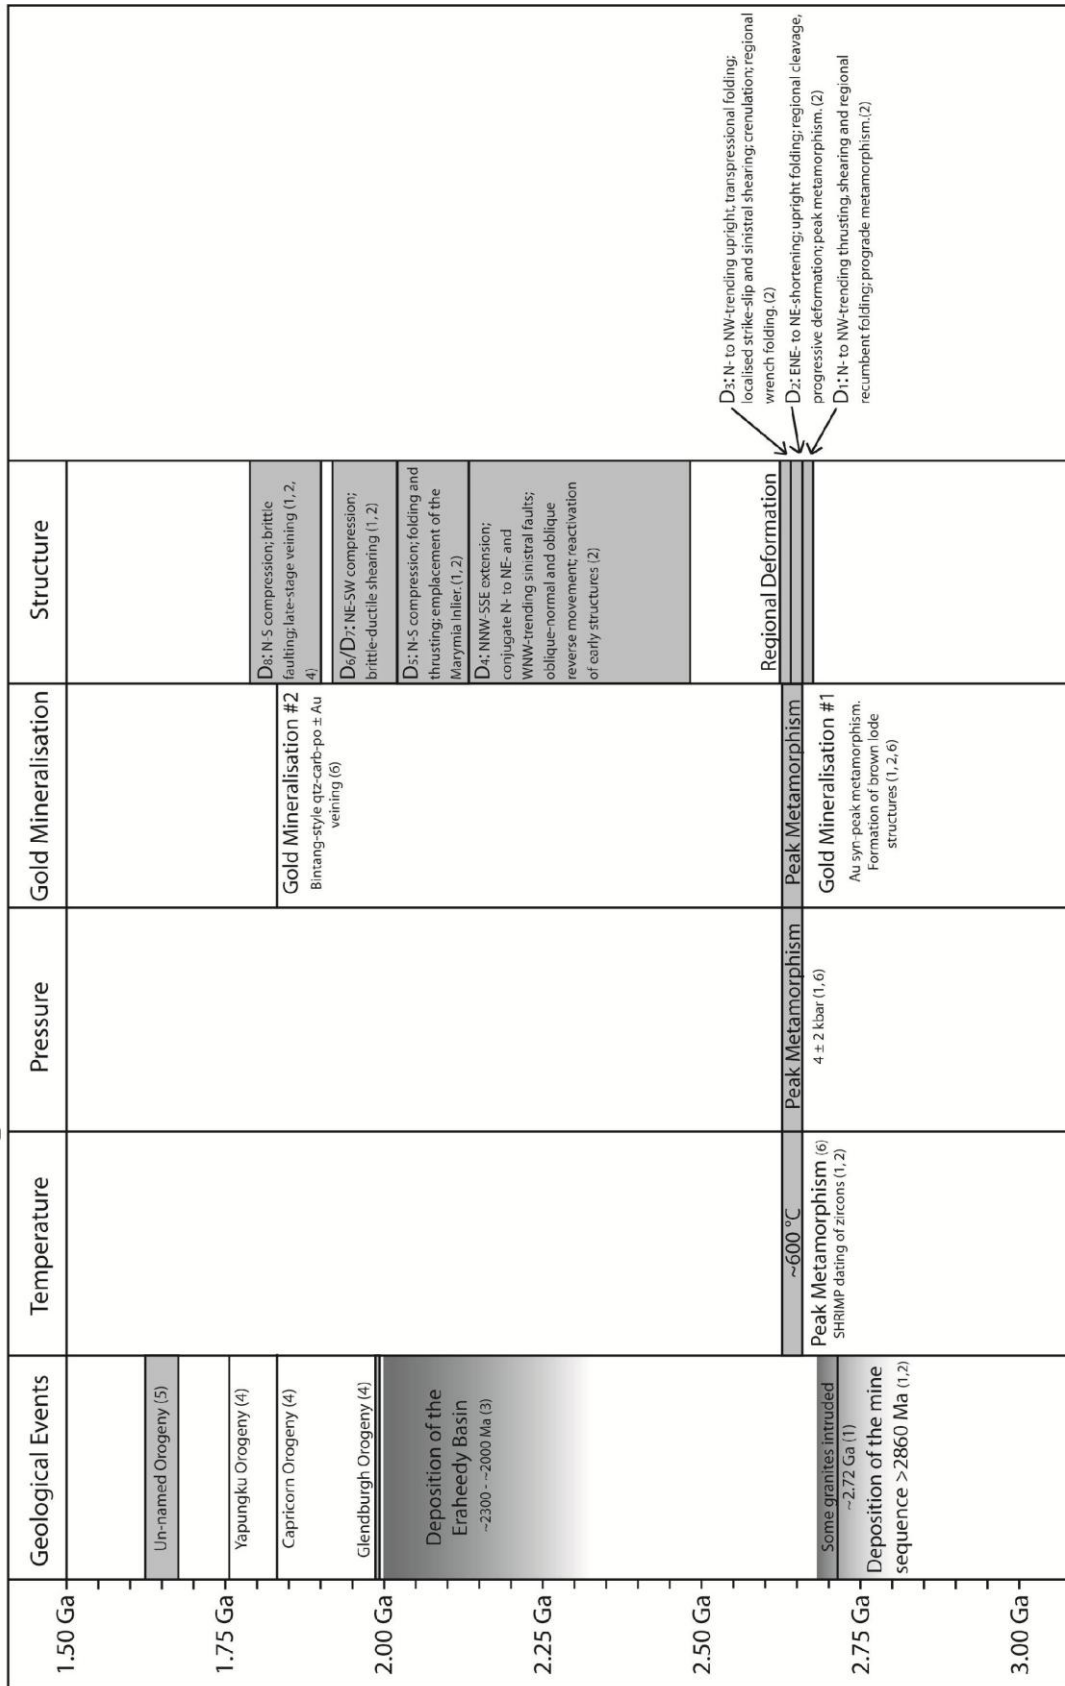 Geological Events
Temperature
Pressure
Gold Mineralisation
Structure
1.50 Ga
1.75 Ga
2.00 Ga
2.25 Ga
2.50 Ga
2.75 Ga
3.00 Ga
Un-named Orogeny (5)
Yapungku Orogeny (4)
Capricorn Orogeny (4)
Glendburgh Orogeny (4)
Deposition of the
Eraheedy Basin
~2300 - ~2000 Ma (3)
Some granites intruded
~2.72 Ga (1)
Deposition of the mine
sequence >2860 Ma (1,2)
~600 °C
Peak Metamorphism (6)
SHRIMP dating of zircons (1, 2)
Peak Metamorphism
4 ± 2 kbar (1, 6)
Gold Mineralisation #2
Bintang-style qtz-carb-po ± Au
veining (6)
Peak Metamorphism
Gold Mineralisation #1
Au syn-peak metamorphism.
Formation of brown lode
structures (1, 2, 6)
D8: N-S compression; brittle
faulting; late-stage veining (1, 2,
4)
D6/D7: NE-SW compression;
brittle-ductile shearing (1, 2)
D5: N-S compression; folding and
thrusting; emplacement of the
Marymia Inlier. (1, 2)
D4: NNW-SSE extension;
conjugate N- to NE- and
WNW-trending sinistral faults;
oblique-normal and oblique
reverse movement; reactivation
of early structures (2)
Regional Deformation
D3: N- to NW-trending upright, transpressional folding;
localised strike-slip and sinistral shearing; crenulation; regional
wrench folding. (2)
D2: ENE- to NE-shortening; upright folding; regional cleavage,
progressive deformation; peak metamorphism. (2)
D1: N- to NW-trending thrusting, shearing and regional
recumbent folding; prograde metamorphism.(2)